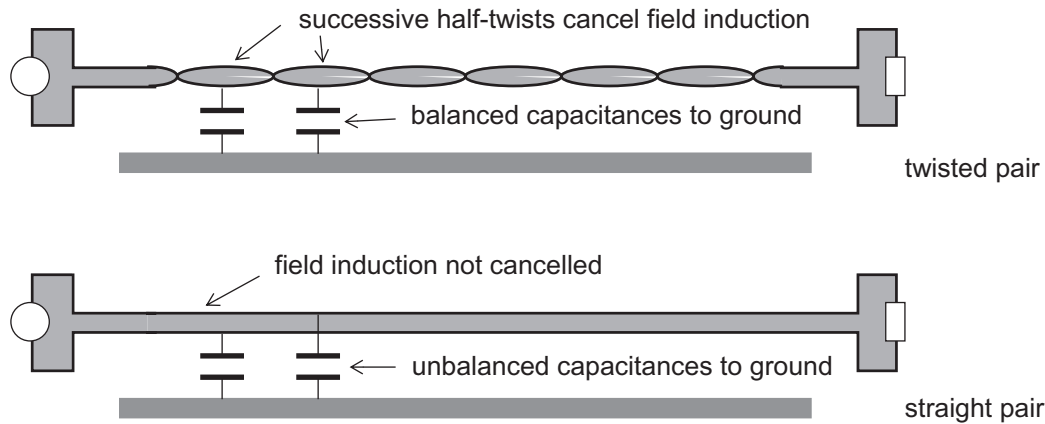 successive half-twists cancel field induction
balanced capacitances to ground
twisted pair
field induction not cancelled
unbalanced capacitances to ground
straight pair